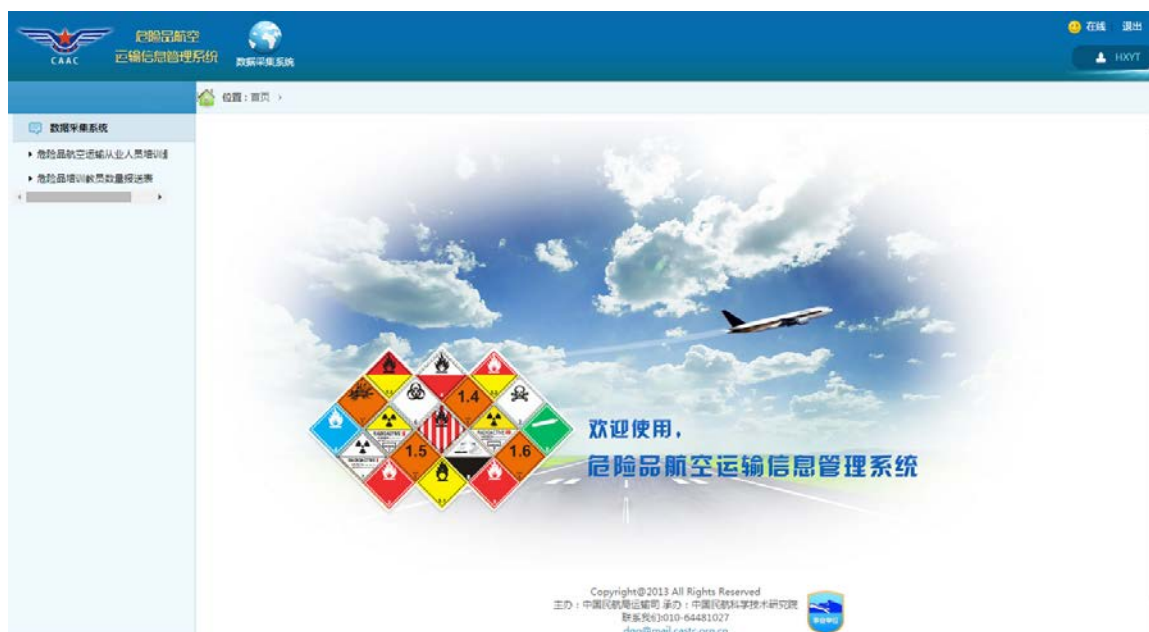 危险品航空
运输信息管理系统
CAAC
数据采集系统
在线 退出
HXYT
位置：首页 ›
数据采集系统
危险品航空运输从业人员培训
危险品培训教员数量报送表
1.4
1.5
1.6
欢迎使用，
危险品航空运输信息管理系统
Copyright@2013 All Rights Reserved
主办：中国民航局运输司 承办：中国民航科学技术研究院
联系我们:010-64481027
事业单位